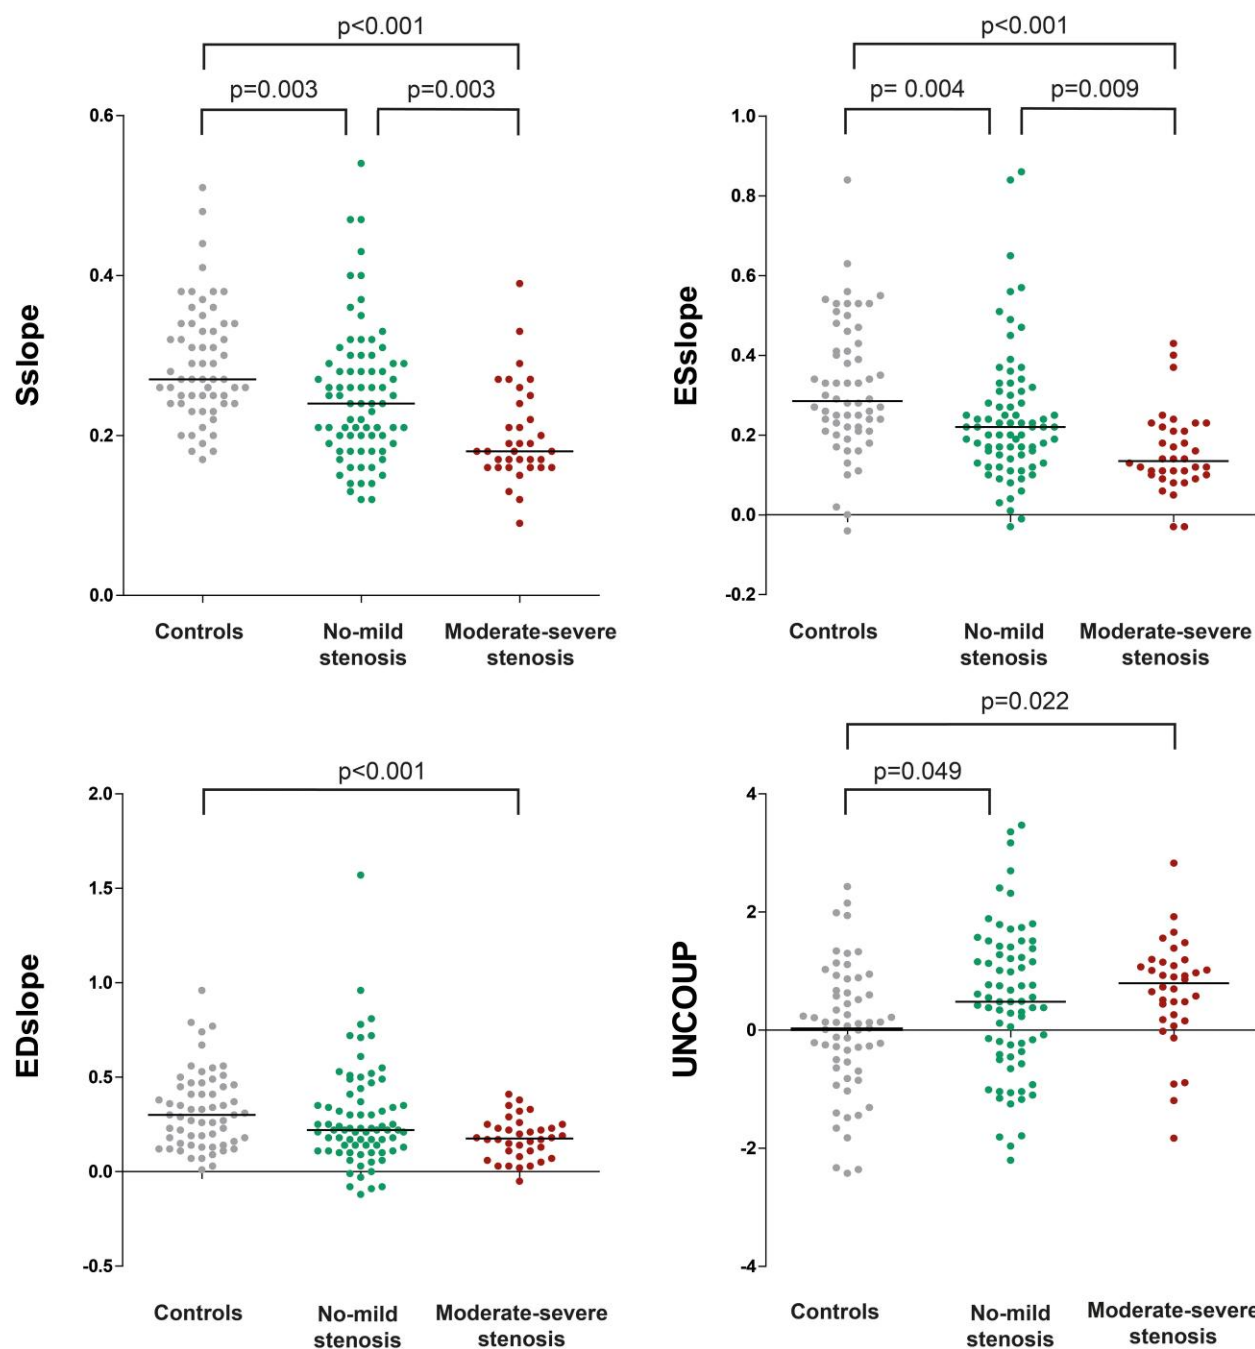 p<0.001
p=0.003
p=0.003
0.6
0.4
0.2
0.0
Sslope
Controls
No-mild
stenosis
Moderate-severe
stenosis
p<0.001
p= 0.004
p=0.009
1.0
0.8
0.6
0.4
0.2
0.0
-0.2
ESslope
Controls
No-mild
stenosis
Moderate-severe
stenosis
p<0.001
2.0
1.5
1.0
0.5
0.0
-0.5
EDslope
Controls
No-mild
stenosis
Moderate-severe
stenosis
p=0.022
p=0.049
4
2
0
-2
-4
UNCOUP
Controls
No-mild
stenosis
Moderate-severe
stenosis